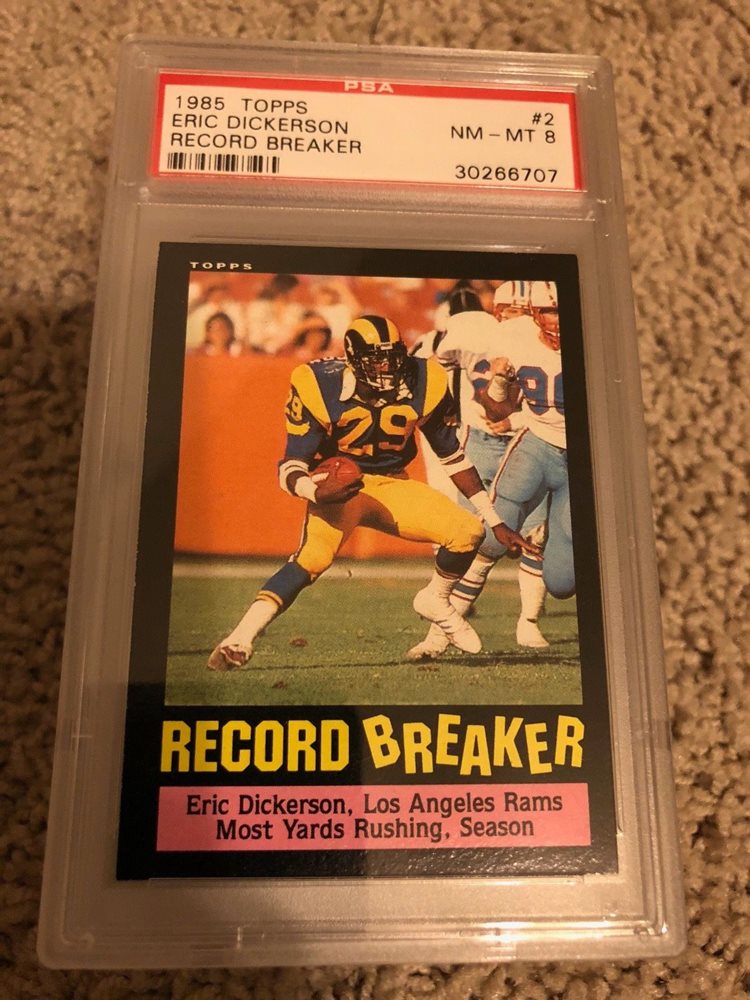 PSA
1985 TOPPS #2
ERIC DICKERSON NM - MT 8
RECORD BREAKER
30266707
TOPPS
29
29
RECORD BREAKER
Eric Dickerson, Los Angeles Rams
Most Yards Rushing, Season